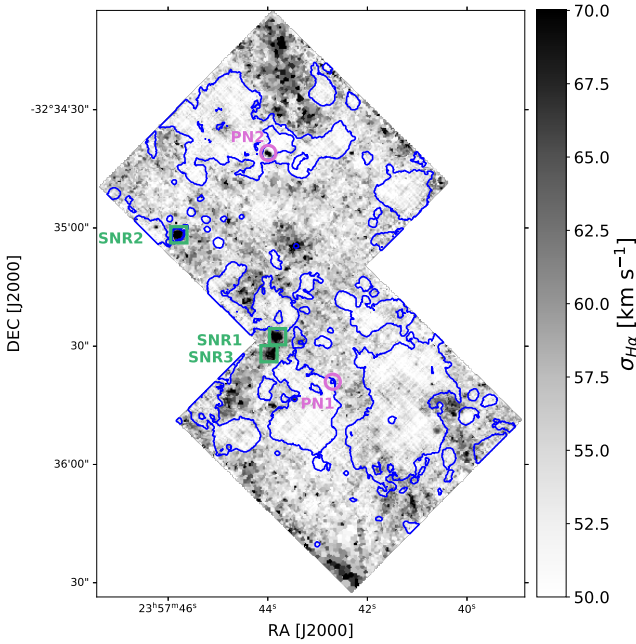 70.0
67.5
65.0
62.5
60.0
57.5
55.0
52.5
50.0
σHα [km s⁻¹]
-32°34'30"
35'00"
30"
36'00"
30"
DEC [J2000]
PN2
SNR2
SNR1
SNR3
PN1
23ʰ57ᵐ46ˢ
44ˢ
42ˢ
40ˢ
RA [J2000]